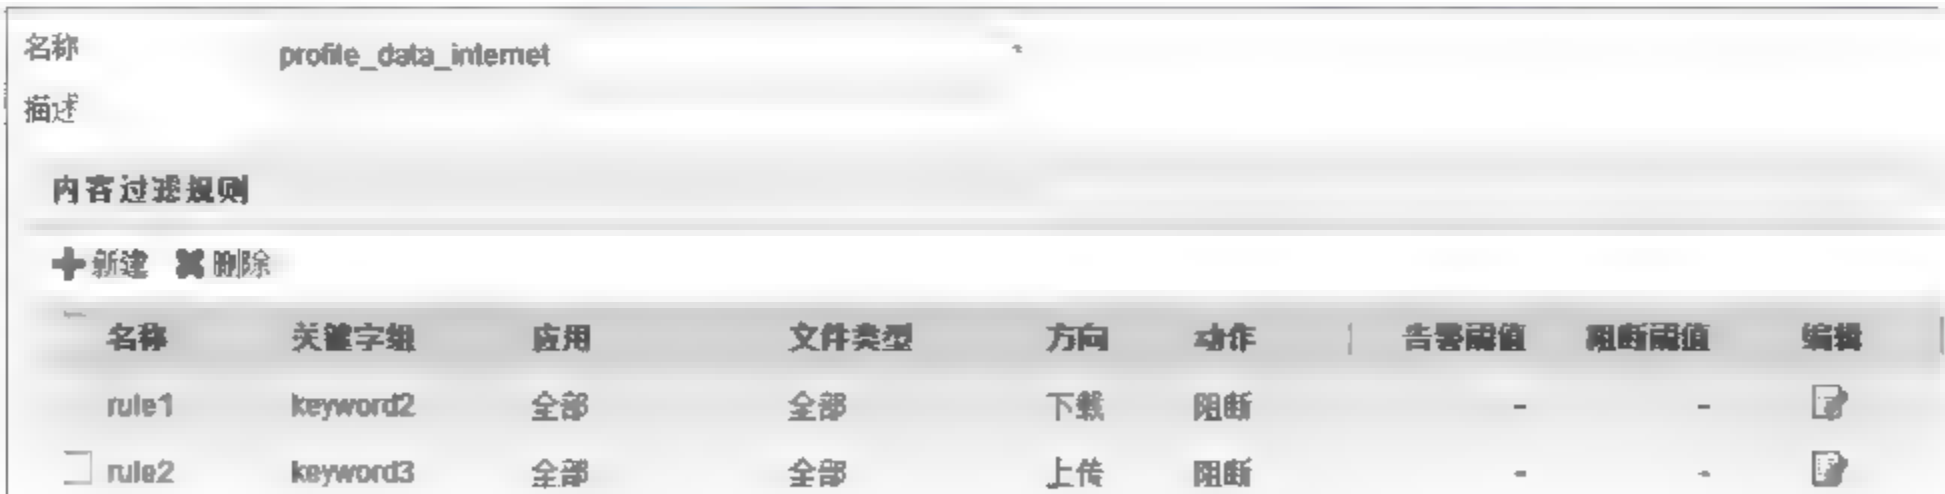 名称 profile_data_internet
描述
内容过滤规则
新建 删除
名称 关键字组 应用 文件类型 方向 动作 告警阈值 阻断阈值 编辑
rule1 keyword2 全部 全部 下载 阻断 - -
rule2 keyword3 全部 全部 上传 阻断 - -